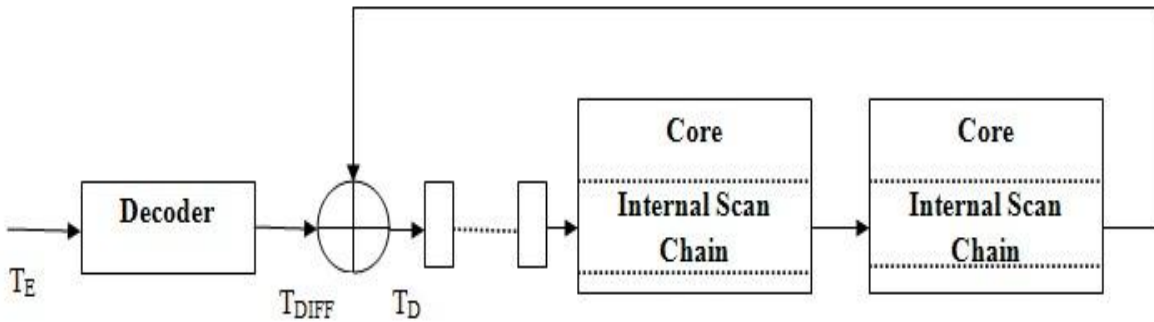 Decoder
Core
Internal Scan
Chain
Core
Internal Scan
Chain
TE
TDIFF
TD